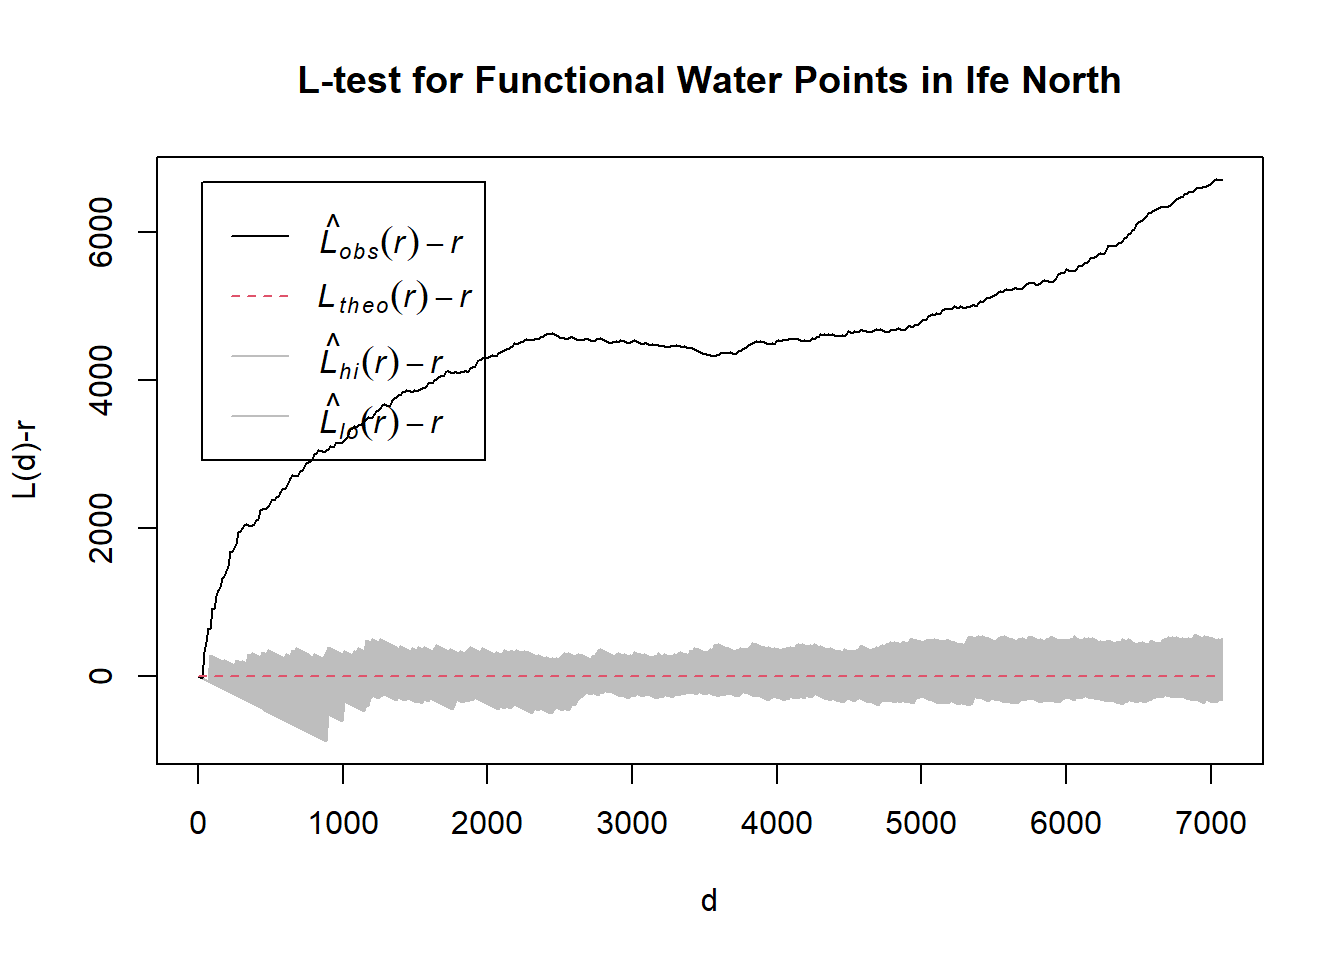 L-test for Functional Water Points in Ife North
L̂obs(r) – r
Ltheo(r) – r
L̂hi(r) – r
L̂lo(r) – r
L(d)-r
6000
4000
2000
0
0 1000 2000 3000 4000 5000 6000 7000
d